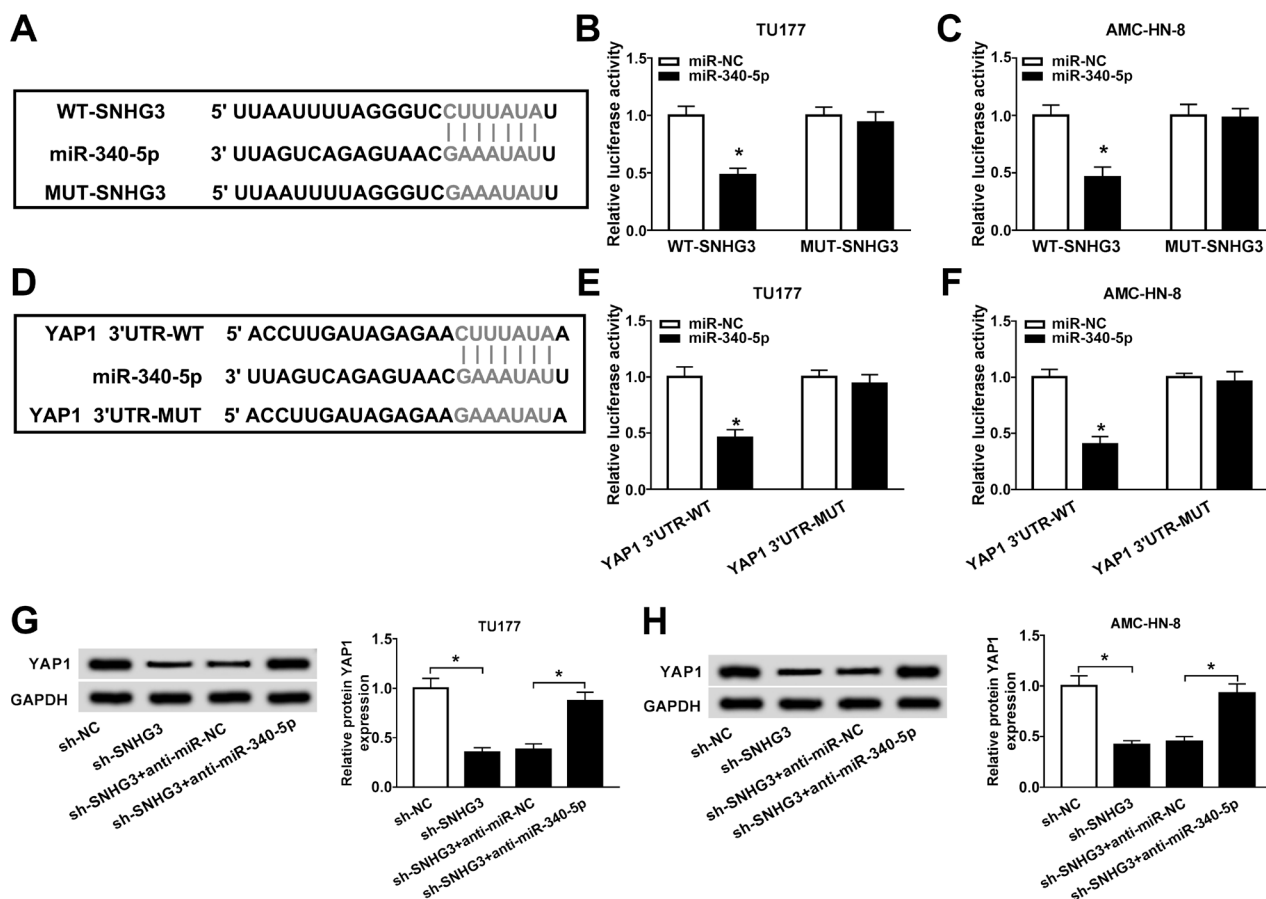 A
WT-SNHG3 5' UUAAUUUUAGGGUCCUUUAUAU
miR-340-5p 3' UUAGUCAGAGUAACGAAAUAUU
MUT-SNHG3 5' UUAAUUUUAGGGUCGAAAUAUU
B
TU177
miR-NC
miR-340-5p
Relative luciferase activity
1.5
1.0
0.5
0.0
*
WT-SNHG3 MUT-SNHG3
C
AMC-HN-8
miR-NC
miR-340-5p
Relative luciferase activity
1.5
1.0
0.5
0.0
*
WT-SNHG3 MUT-SNHG3
D
YAP1 3'UTR-WT 5' ACCUUGAUAGAGAACUUUAUAA
miR-340-5p 3' UUAGUCAGAGUAACGAAAUAUU
YAP1 3'UTR-MUT 5' ACCUUGAUAGAGAAGAAAUAUA
E
TU177
miR-NC
miR-340-5p
Relative luciferase activity
1.5
1.0
0.5
0.0
*
YAP1 3'UTR-WT
YAP1 3'UTR-MUT
F
AMC-HN-8
miR-NC
miR-340-5p
Relative luciferase activity
1.5
1.0
0.5
0.0
*
YAP1 3'UTR-WT
YAP1 3'UTR-MUT
G
YAP1
GAPDH
sh-NC
sh-SNHG3
sh-SNHG3+anti-miR-NC
sh-SNHG3+anti-miR-340-5p
TU177
Relative protein YAP1
expression
1.5
1.0
0.5
0.0
*
*
sh-NC
sh-SNHG3
sh-SNHG3+anti-miR-NC
sh-SNHG3+anti-miR-340-5p
H
YAP1
GAPDH
sh-NC
sh-SNHG3
sh-SNHG3+anti-miR-NC
sh-SNHG3+anti-miR-340-5p
AMC-HN-8
Relative protein YAP1
expression
1.5
1.0
0.5
0.0
*
*
sh-NC
sh-SNHG3
sh-SNHG3+anti-miR-NC
sh-SNHG3+anti-miR-340-5p